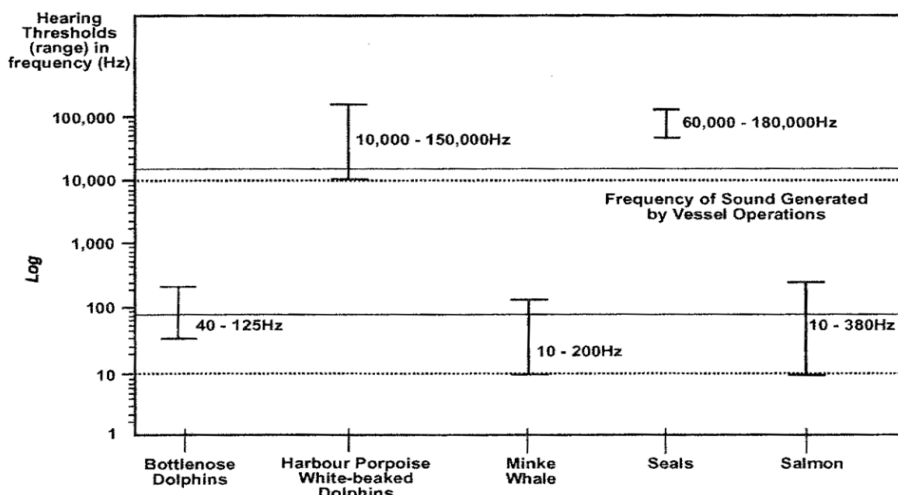 Hearing
Thresholds
(range) in
frequency (Hz)
100,000
10,000
1,000
100
10
1
Log
10,000 - 150,000Hz
60,000 - 180,000Hz
Frequency of Sound Generated
by Vessel Operations
40 - 125Hz
10 - 200Hz
10 - 380Hz
Bottlenose
Dolphins
Harbour Porpoise
White-beaked
Dolphins
Minke
Whale
Seals
Salmon